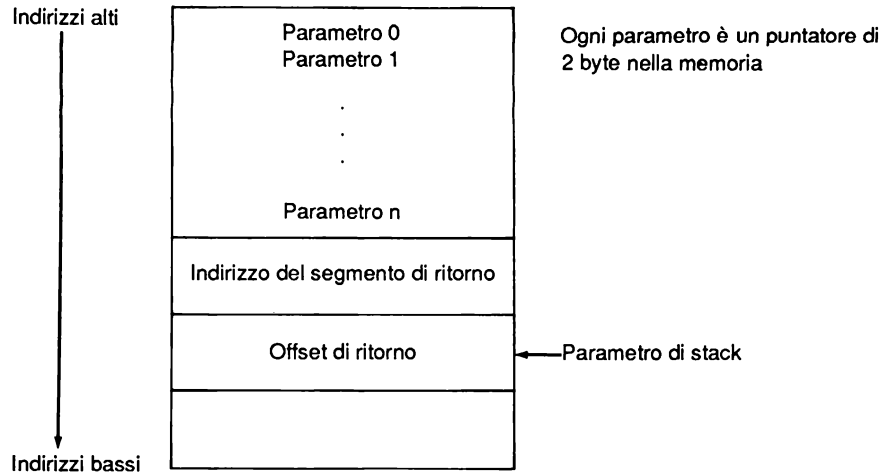 Indirizzi alti
Parametro 0
Parametro 1
.
.
.
Parametro n
Ogni parametro è un puntatore di
2 byte nella memoria
Indirizzo del segmento di ritorno
Offset di ritorno
Parametro di stack
Indirizzi bassi